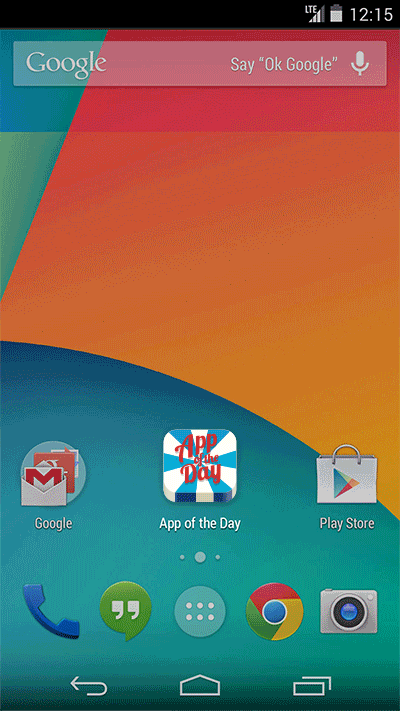 LTE 12:15
Google Say “Ok Google”
App
of the
Day
Google App of the Day Play Store